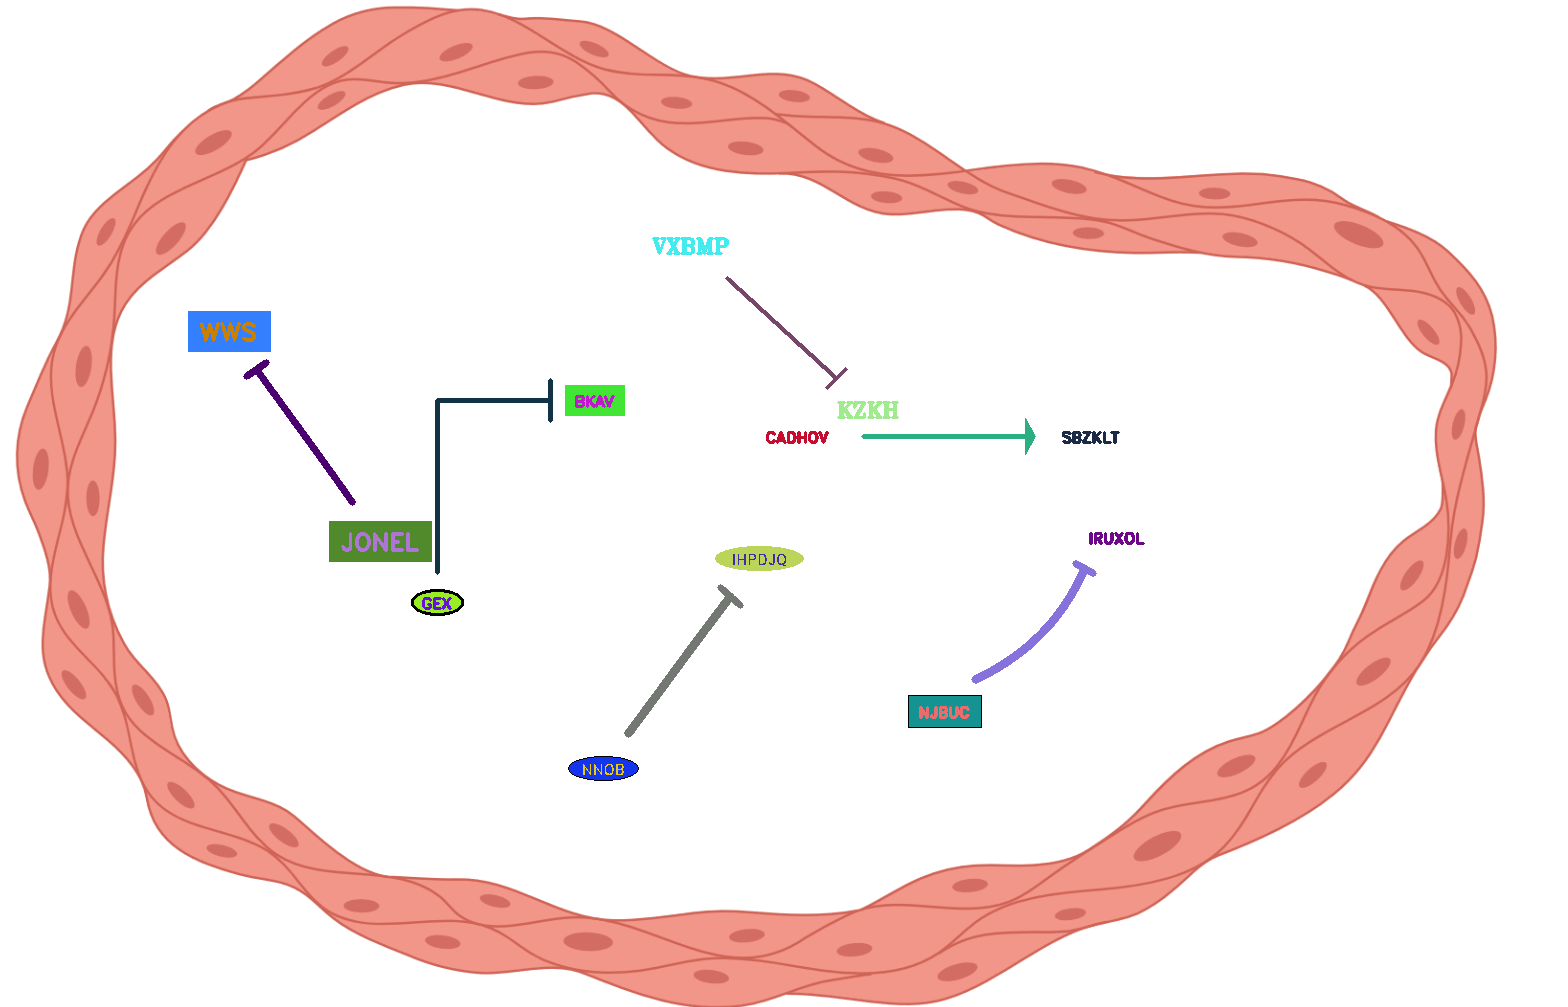 VXBMP
WWS
BKAV
KZKH
CADHOV
SBZKLT
JONEL
IRUXOL
IHPDJQ
GEX
NJBUC
NNOB